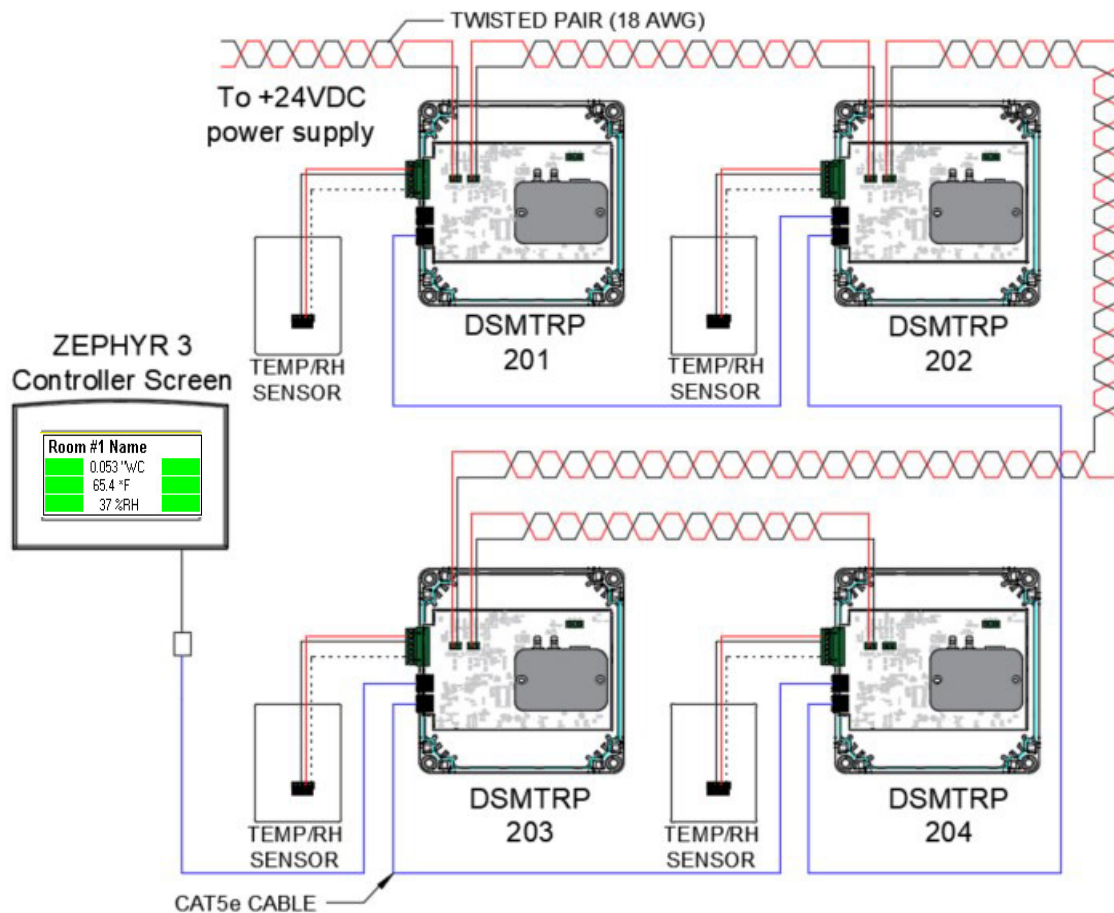 TWISTED PAIR (18 AWG)
To +24VDC
power supply
DSMTRP
201
DSMTRP
202
TEMP/RH
SENSOR
TEMP/RH
SENSOR
ZEPHYR 3
Controller Screen
Room #1 Name
0.053 "WC
65.4 °F
37 %RH
DSMTRP
203
DSMTRP
204
TEMP/RH
SENSOR
TEMP/RH
SENSOR
CAT5e CABLE